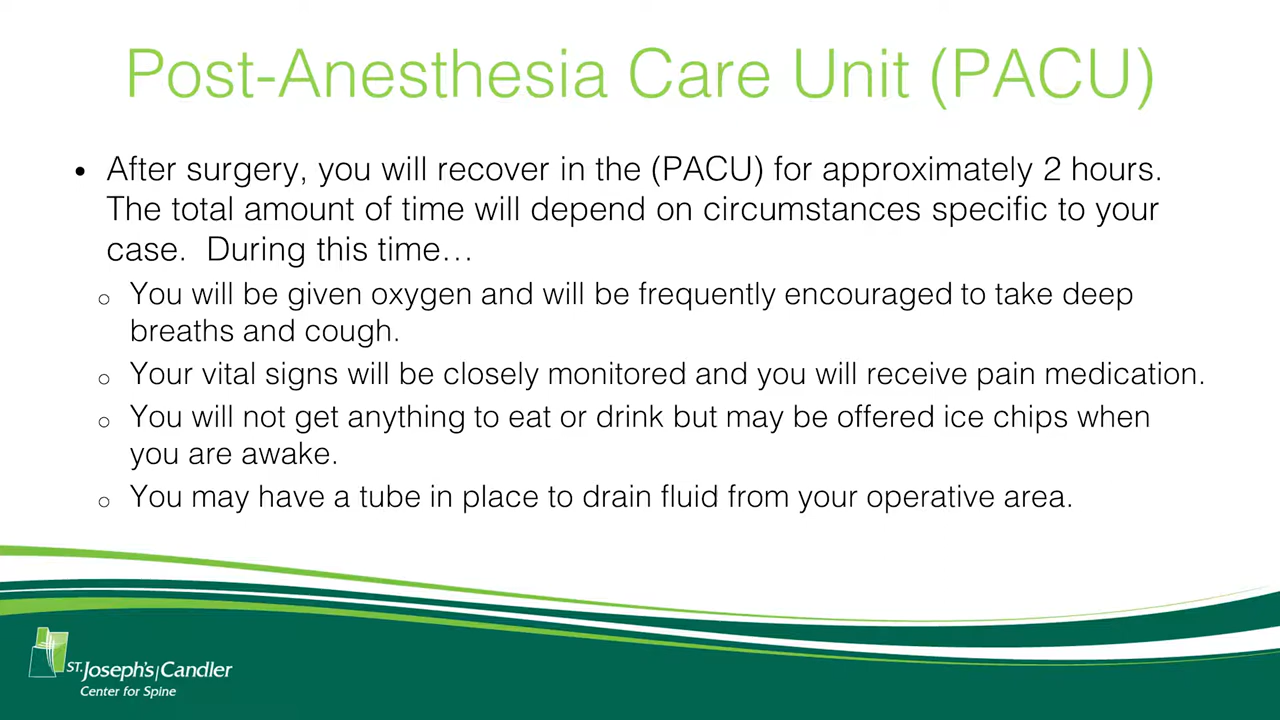 Post-Anesthesia Care Unit (PACU)
• After surgery, you will recover in the (PACU) for approximately 2 hours.
The total amount of time will depend on circumstances specific to your
case. During this time…
o You will be given oxygen and will be frequently encouraged to take deep
breaths and cough.
o Your vital signs will be closely monitored and you will receive pain medication.
o You will not get anything to eat or drink but may be offered ice chips when
you are awake.
o You may have a tube in place to drain fluid from your operative area.
ST. Joseph's|Candler
Center for Spine